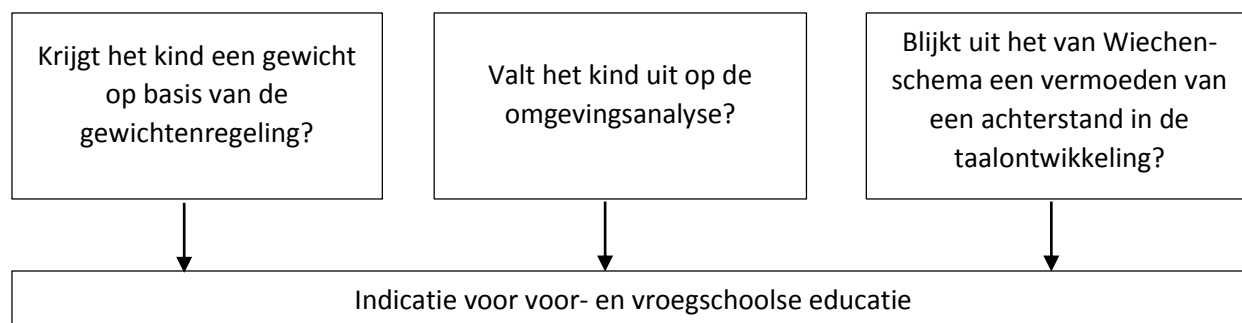 Krijgt het kind een gewicht
op basis van de
gewichtenregeling?
Valt het kind uit op de
omgevingsanalyse?
Blijkt uit het van Wiechen-
schema een vermoeden van
een achterstand in de
taalontwikkeling?
Indicatie voor voor- en vroegschoolse educatie